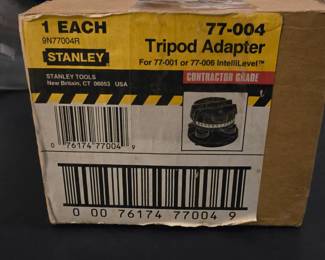 1 EACH
9N77004R
STANLEY
STANLEY TOOLS
New Britain, CT 06053 USA
77-004
Tripod Adapter
For 77-001 or 77-006 IntelliLevel™
CONTRACTOR GRADE
0 76174 77004 9
0 00 76174 77004 9